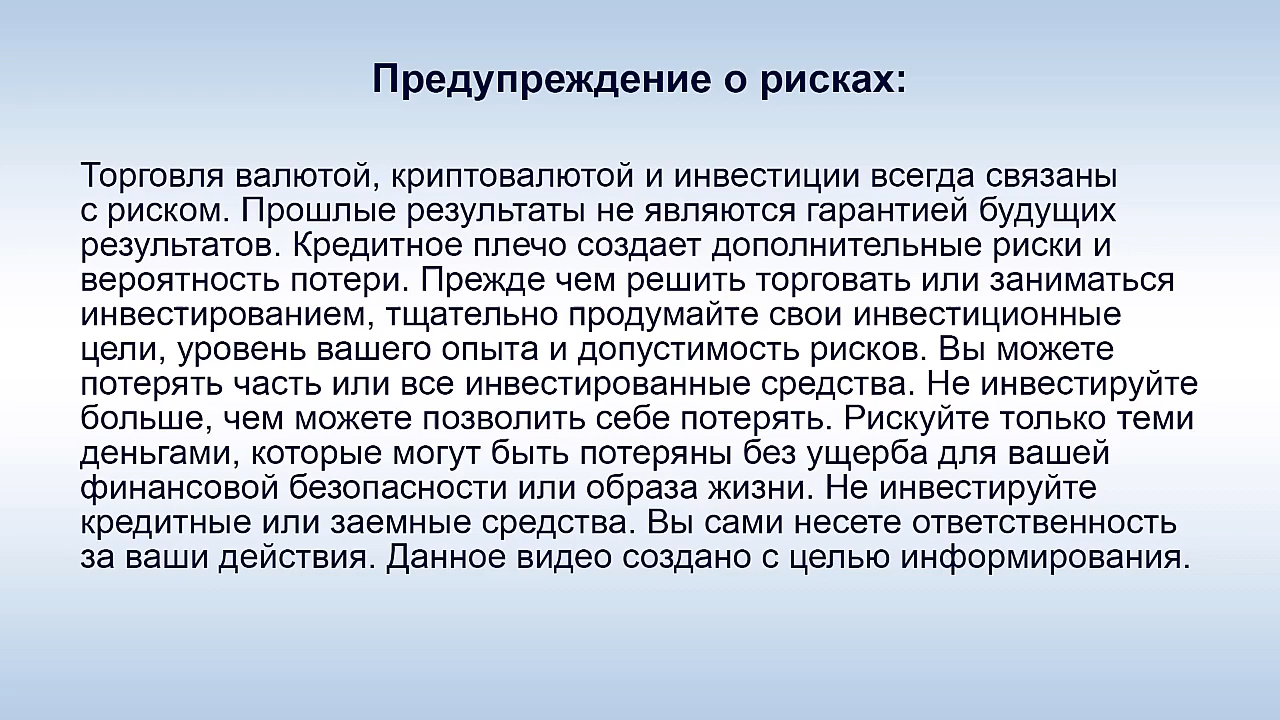 Предупреждение о рисках:
Торговля валютой, криптовалютой и инвестиции всегда связаны
с риском. Прошлые результаты не являются гарантией будущих
результатов. Кредитное плечо создает дополнительные риски и
вероятность потери. Прежде чем решить торговать или заниматься
инвестированием, тщательно продумайте свои инвестиционные
цели, уровень вашего опыта и допустимость рисков. Вы можете
потерять часть или все инвестированные средства. Не инвестируйте
больше, чем можете позволить себе потерять. Рискуйте только теми
деньгами, которые могут быть потеряны без ущерба для вашей
финансовой безопасности или образа жизни. Не инвестируйте
кредитные или заемные средства. Вы сами несете ответственность
за ваши действия. Данное видео создано с целью информирования.